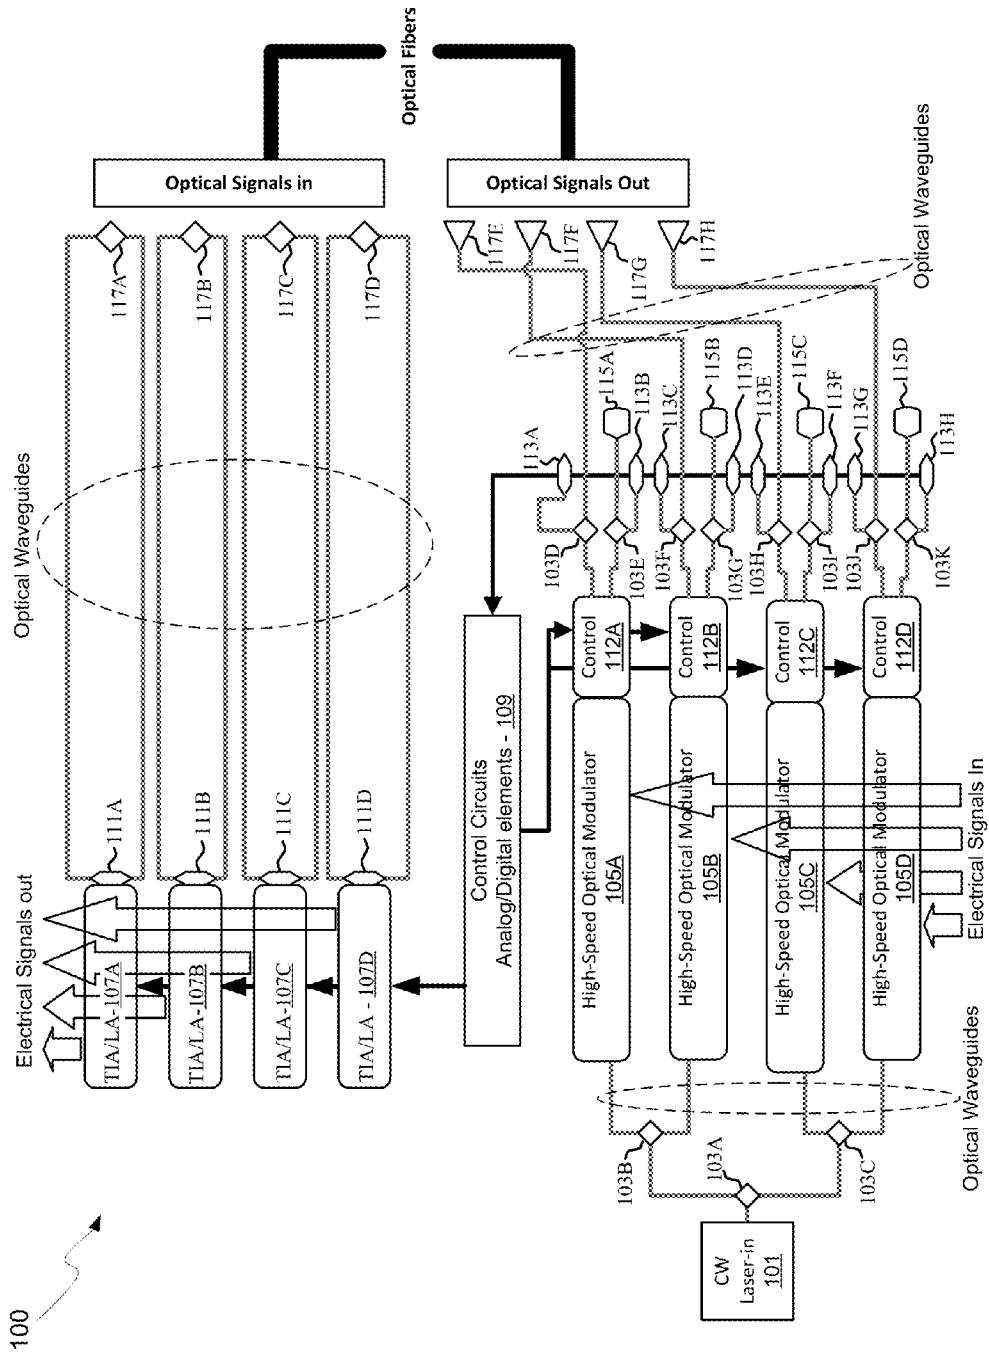 100
Optical Fibers
Optical Signals in
Optical Signals Out
117A
117B
117C
117D
117E
117F
117G
117H
Optical Waveguides
Optical Waveguides
111A
111B
111C
111D
Electrical Signals out
TIA/LA-107A
TIA/LA-107B
TIA/LA-107C
TIA/LA - 107D
Control Circuits
Analog/Digital elements - 109
113A
115A
113B
113C
115B
113D
113E
115C
113F
113G
115D
113H
103D
103E
103F
103G
103H
103I
103J
103K
Control
112A
Control
112B
Control
112C
Control
112D
High-Speed Optical Modulator
105A
High-Speed Optical Modulator
105B
High-Speed Optical Modulator
105C
High-Speed Optical Modulator
105D
Electrical Signals In
Optical Waveguides
103B
103A
103C
CW
Laser-in
101